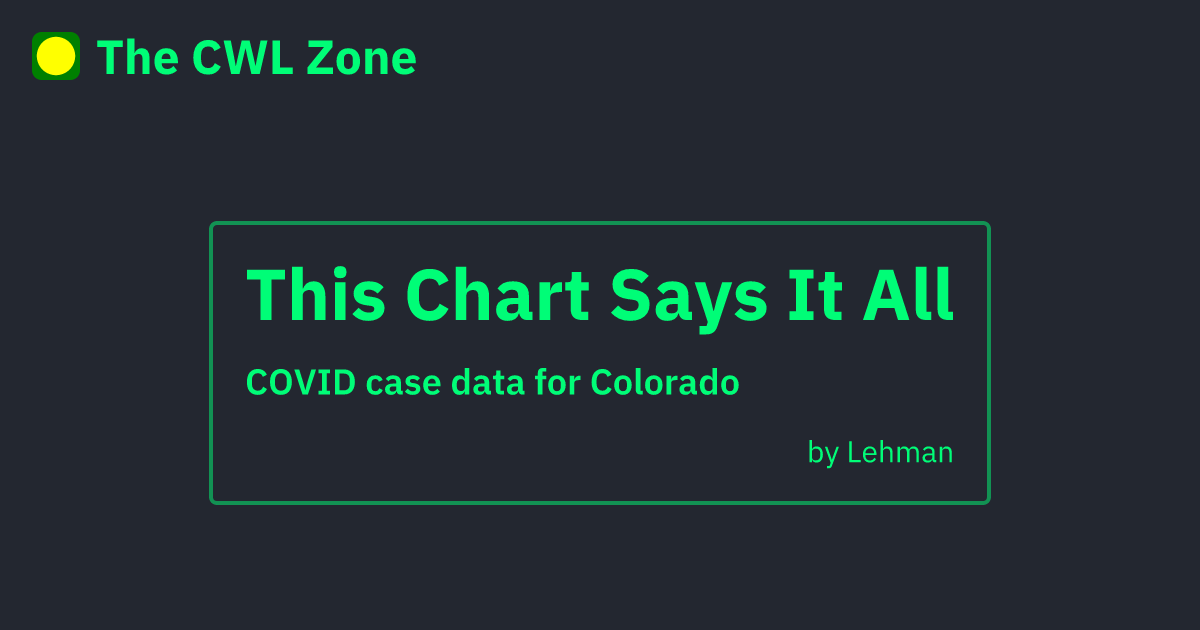 The CWL Zone
This Chart Says It All
COVID case data for Colorado
by Lehman